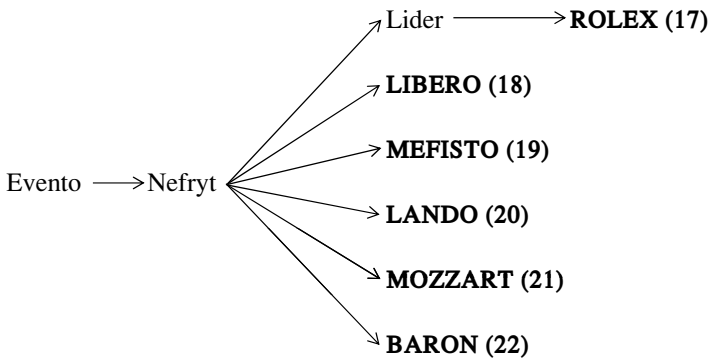 Lider ROLEX (17)
LIBERO (18)
MEFISTO (19)
Evento Nefryt
LANDO (20)
MOZZART (21)
BARON (22)